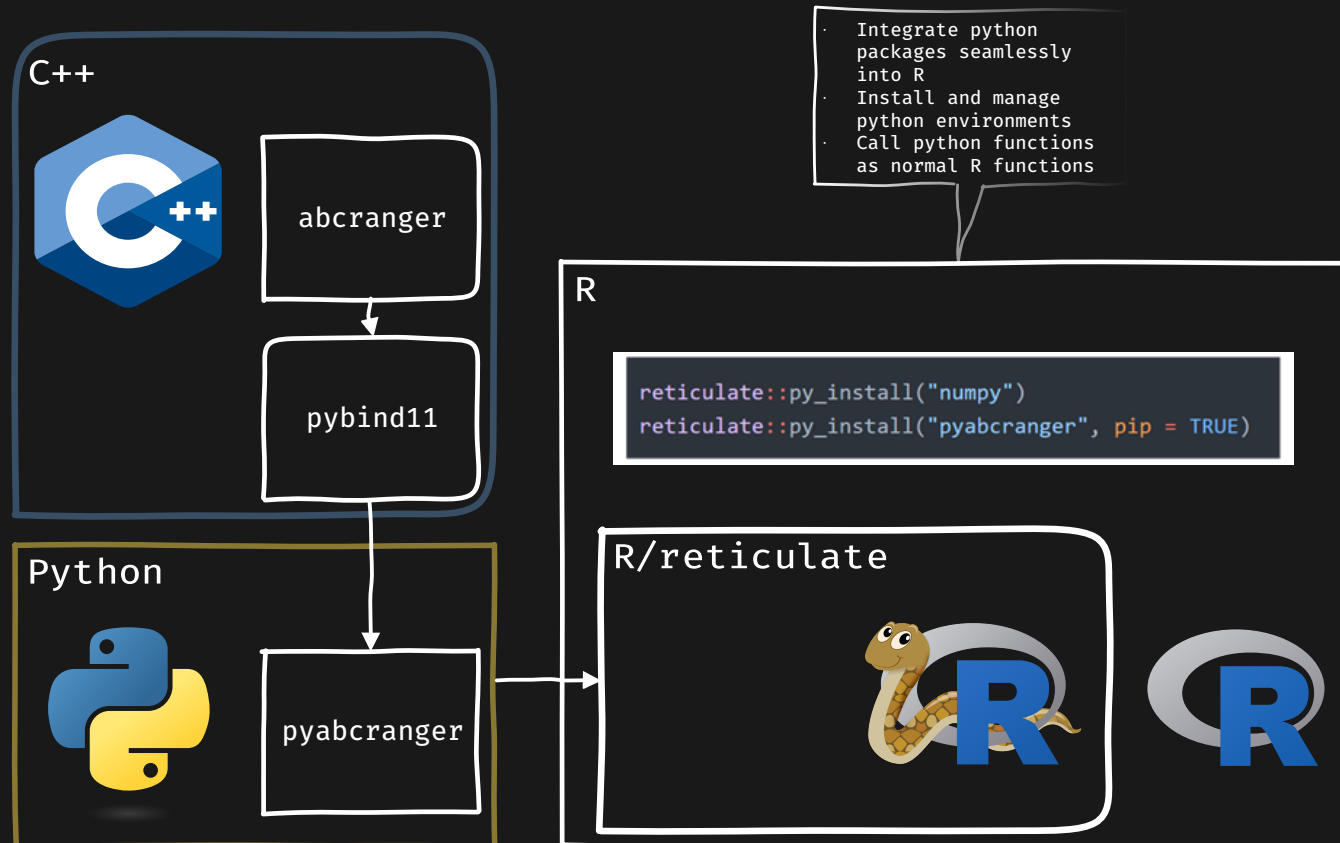 C++
++
abcranger
pybind11
Python
pyabcranger
· Integrate python
packages seamlessly
into R
· Install and manage
python environments
· Call python functions
as normal R functions
R
reticulate::py_install("numpy")
reticulate::py_install("pyabcranger", pip = TRUE)
R/reticulate
R
R